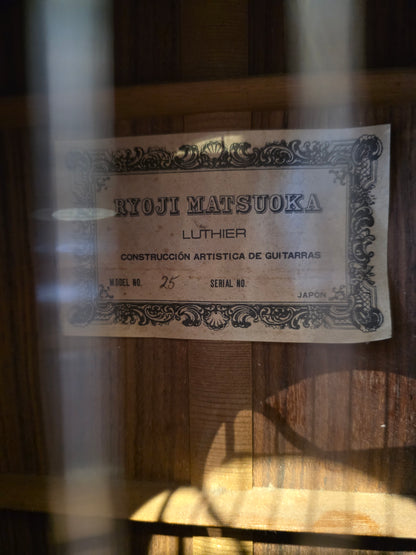 RYOJI MATSUOKA
LUTHIER
CONSTRUCCIÓN ARTISTICA DE GUITARRAS
MODEL NO. 25 SERIAL NO.
JAPON